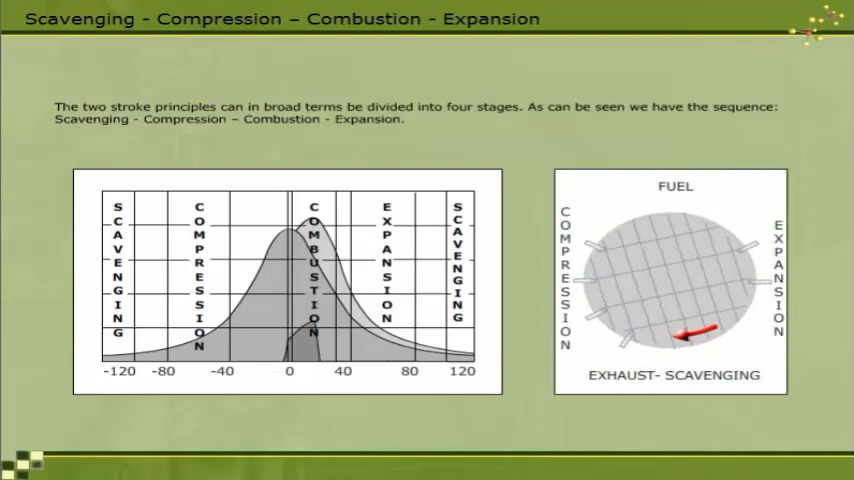 Scavenging - Compression – Combustion - Expansion
The two stroke principles can in broad terms be divided into four stages. As can be seen we have the sequence:
Scavenging - Compression – Combustion - Expansion.
SCAVENGING
COMPRESSION
COMBUSTION
EXPANSION
SCAVENGING
-120 -80 -40 0 40 80 120
FUEL
COMPRESSION
EXPANSION
EXHAUST- SCAVENGING